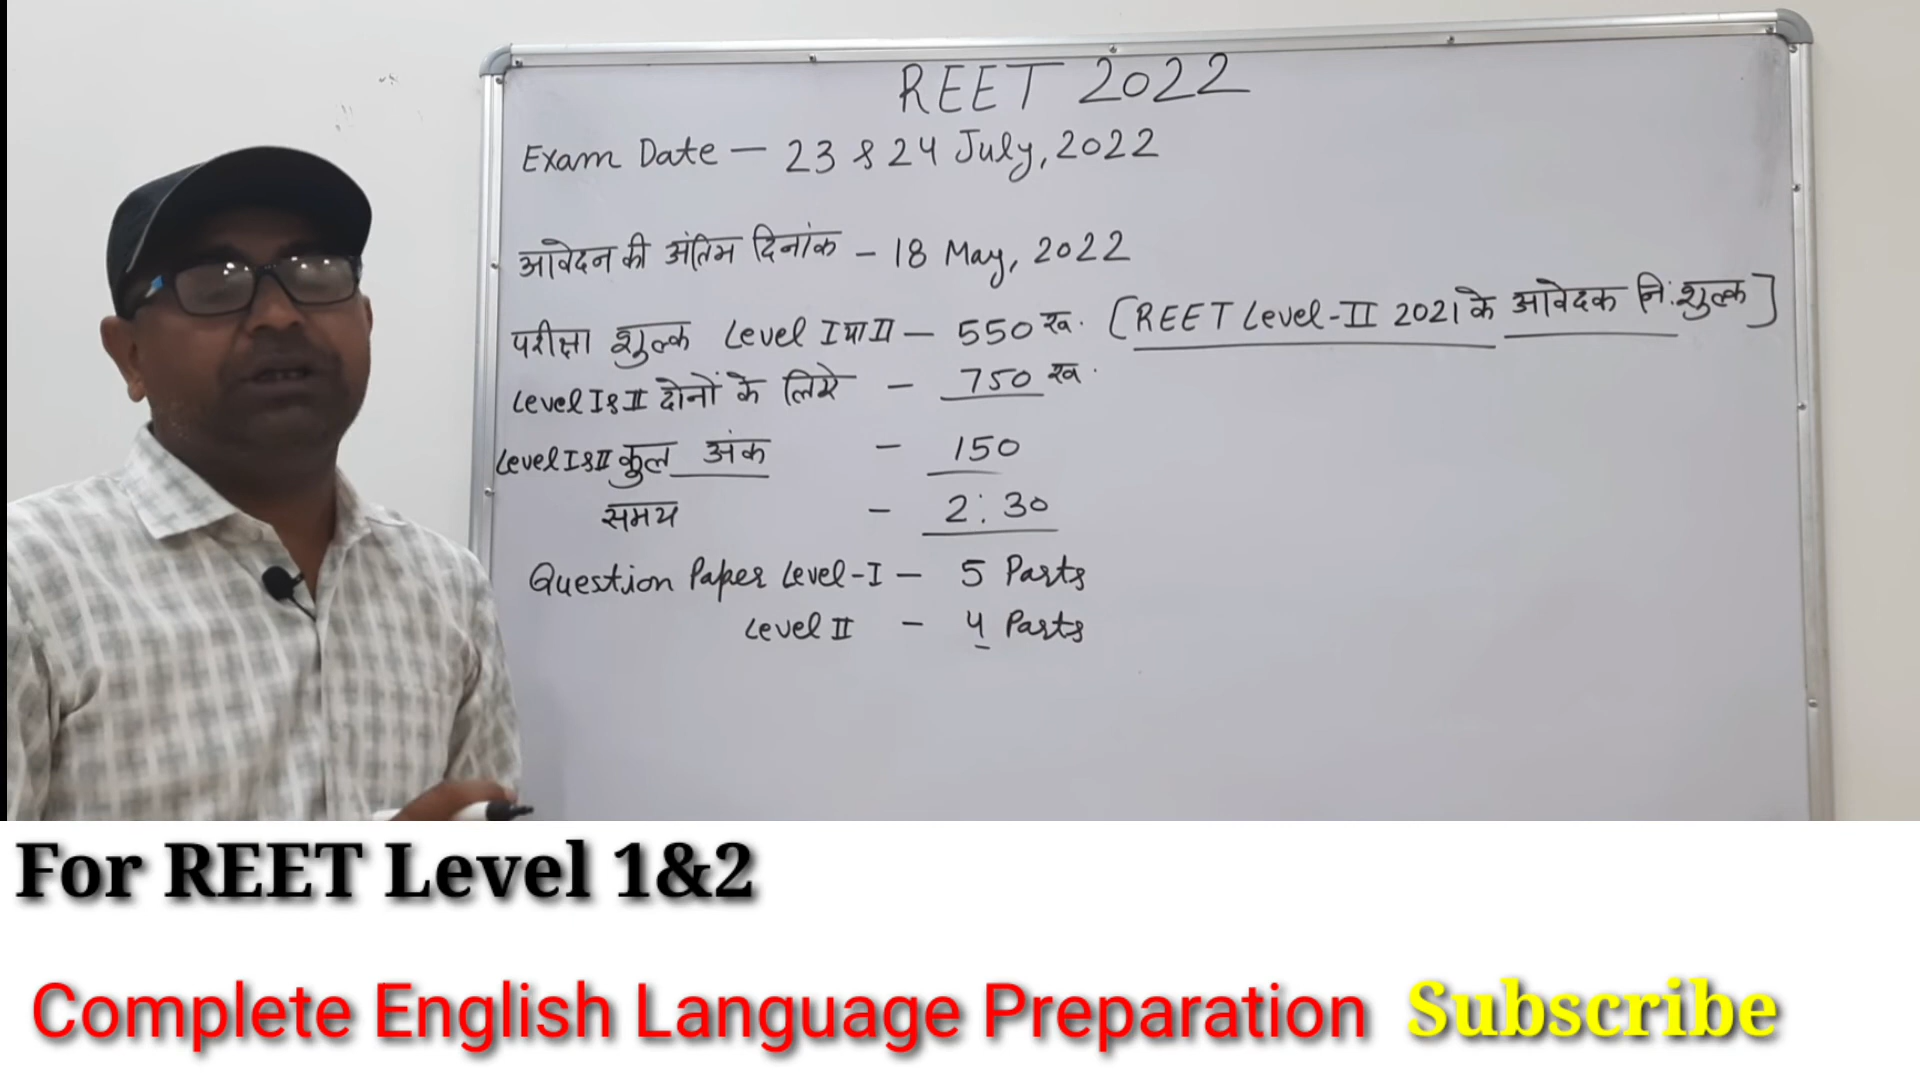 REET 2022
Exam Date – 23 & 24 July, 2022
आवेदन की अंतिम दिनांक – 18 May, 2022
परीक्षा शुल्क Level I या II – 550 रू. [REET Level-II 2021 के आवेदक नि:शुल्क]
Level I & II दोनों के लिये – 750 रू.
Level I & II कुल अंक – 150
समय – 2:30
Question Paper Level-I – 5 Parts
Level II – 4 Parts
For REET Level 1&2
Complete English Language Preparation Subscribe